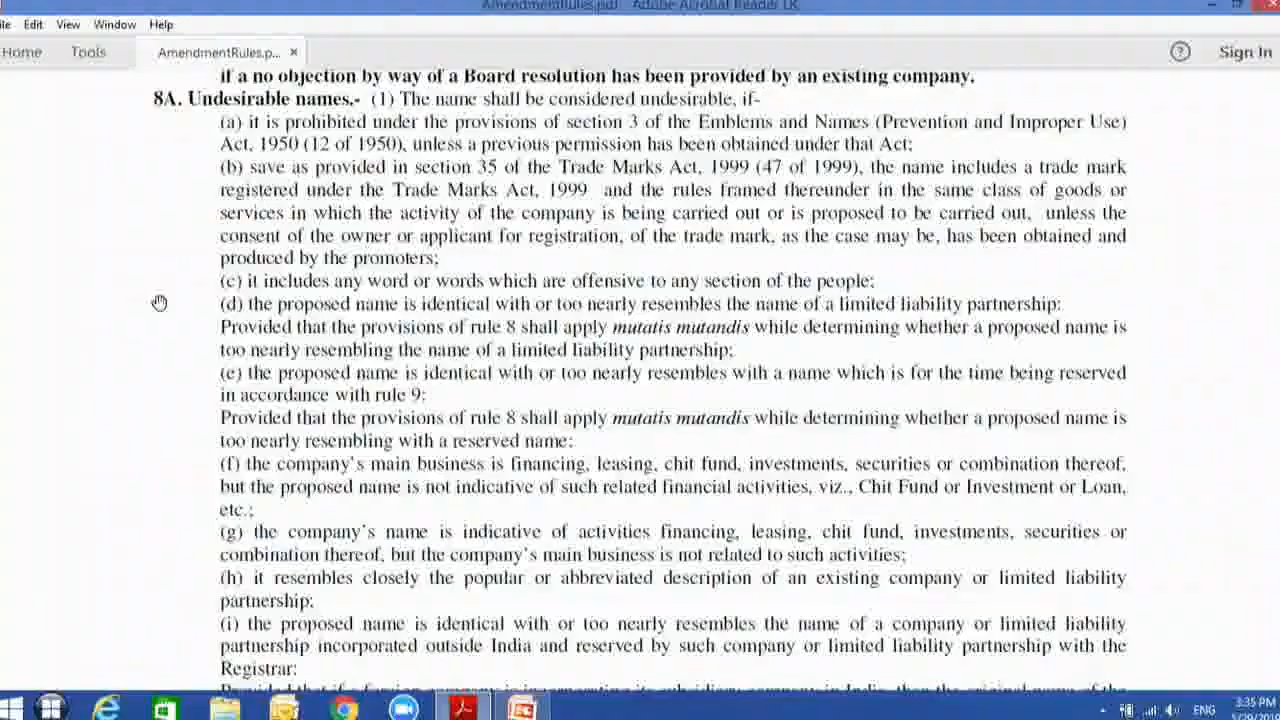 AmendmentRules.pdf - Adobe Acrobat Reader DC
File Edit View Window Help
Home Tools AmendmentRules.p... × Sign In
if a no objection by way of a Board resolution has been provided by an existing company.
8A. Undesirable names.- (1) The name shall be considered undesirable, if-
(a) it is prohibited under the provisions of section 3 of the Emblems and Names (Prevention and Improper Use)
Act, 1950 (12 of 1950), unless a previous permission has been obtained under that Act;
(b) save as provided in section 35 of the Trade Marks Act, 1999 (47 of 1999), the name includes a trade mark
registered under the Trade Marks Act, 1999 and the rules framed thereunder in the same class of goods or
services in which the activity of the company is being carried out or is proposed to be carried out, unless the
consent of the owner or applicant for registration, of the trade mark, as the case may be, has been obtained and
produced by the promoters;
(c) it includes any word or words which are offensive to any section of the people;
(d) the proposed name is identical with or too nearly resembles the name of a limited liability partnership:
Provided that the provisions of rule 8 shall apply mutatis mutandis while determining whether a proposed name is
too nearly resembling the name of a limited liability partnership;
(e) the proposed name is identical with or too nearly resembles with a name which is for the time being reserved
in accordance with rule 9:
Provided that the provisions of rule 8 shall apply mutatis mutandis while determining whether a proposed name is
too nearly resembling with a reserved name;
(f) the company's main business is financing, leasing, chit fund, investments, securities or combination thereof,
but the proposed name is not indicative of such related financial activities, viz., Chit Fund or Investment or Loan,
etc.;
(g) the company's name is indicative of activities financing, leasing, chit fund, investments, securities or
combination thereof, but the company's main business is not related to such activities;
(h) it resembles closely the popular or abbreviated description of an existing company or limited liability
partnership;
(i) the proposed name is identical with or too nearly resembles the name of a company or limited liability
partnership incorporated outside India and reserved by such company or limited liability partnership with the
Registrar:
Provided that if a foreign company is incorporating its subsidiary company in India, then the original name of the
ENG 3:35 PM